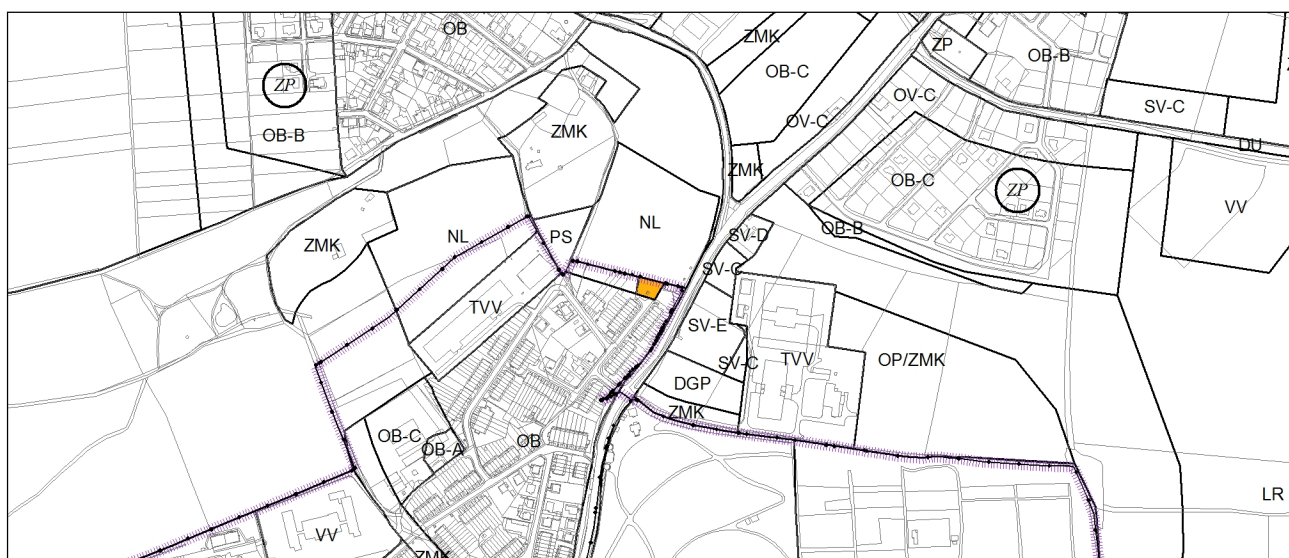 OB
ZMK
OB-C
ZP
OB-B
ZP
OV-C
SV-C
OB-B
ZMK
OV-C
DU
ZMK
OB-C
ZP
VV
NL
OB-B
ZMK
NL
PS
SV-D
SV-C
TVV
SV-E
SV-C
TVV
OP/ZMK
DGP
ZMK
OB-C
OB-A
OB
LR
VV
ZMK